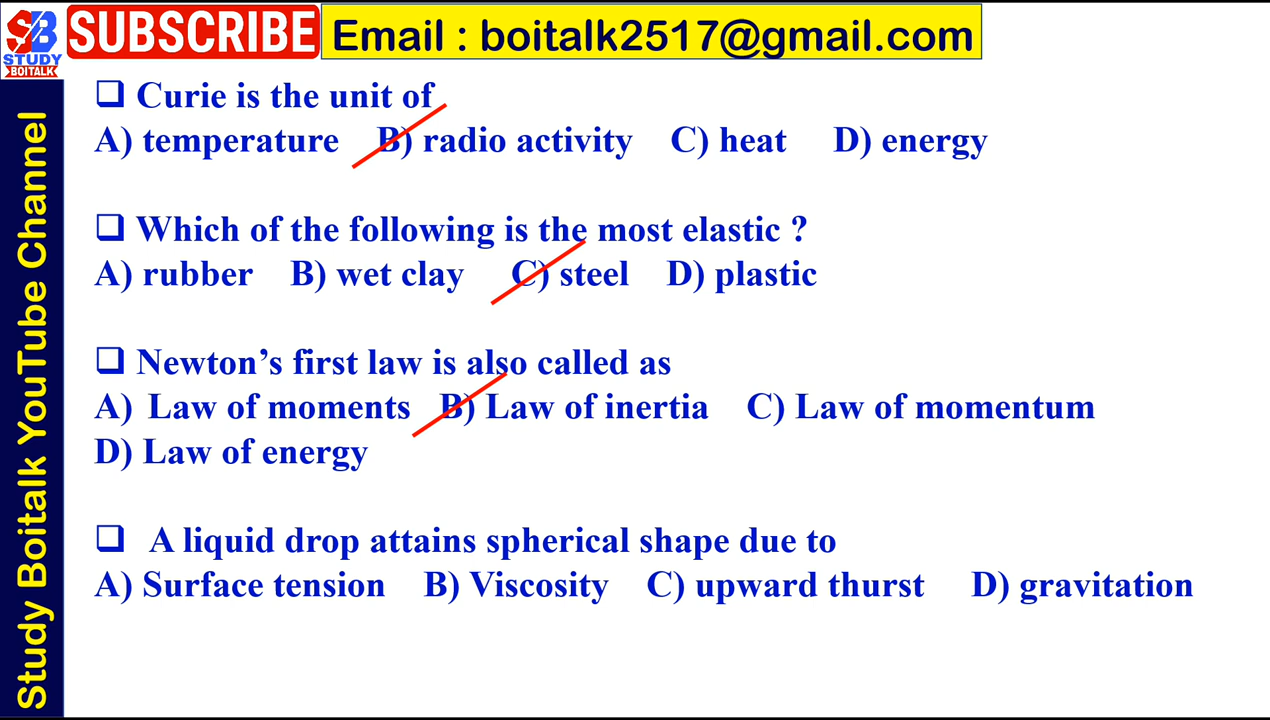 SB
STUDY
BOITALK
SUBSCRIBE
Email : boitalk2517@gmail.com
Study Boitalk YouTube Channel
Curie is the unit of
A) temperature B) radio activity C) heat D) energy
Which of the following is the most elastic ?
A) rubber B) wet clay C) steel D) plastic
Newton’s first law is also called as
A) Law of moments B) Law of inertia C) Law of momentum
D) Law of energy
A liquid drop attains spherical shape due to
A) Surface tension B) Viscosity C) upward thurst D) gravitation